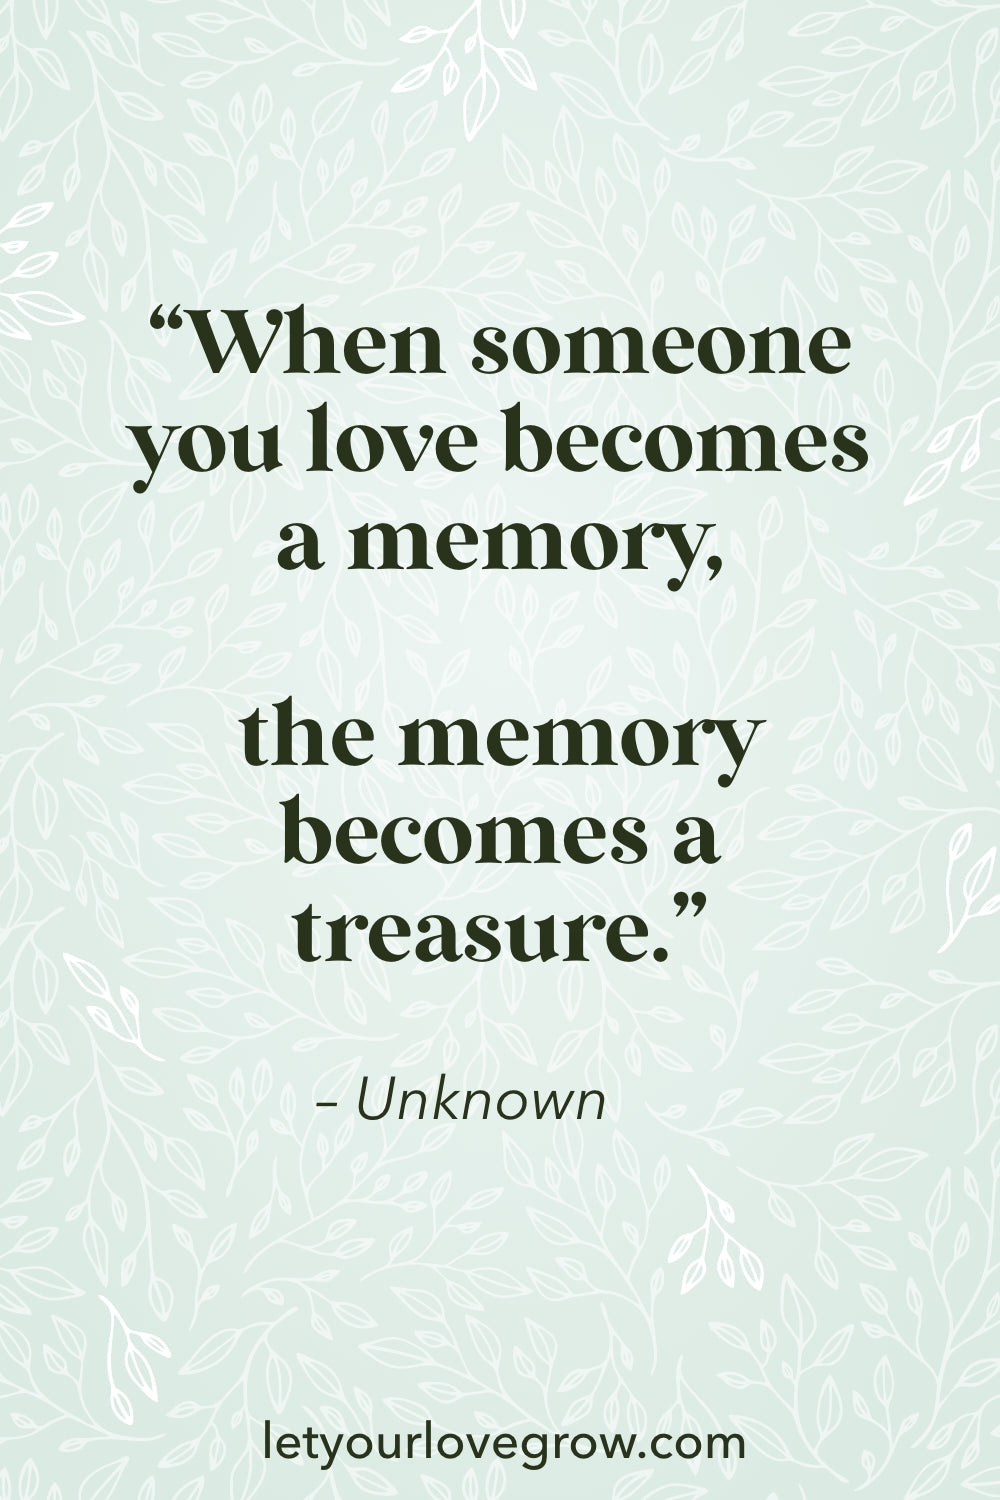 “When someone
you love becomes
a memory,
the memory
becomes a
treasure.”
– Unknown
letyourlovegrow.com